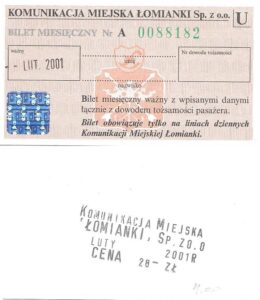 KOMUNIKACJA MIEJSKA ŁOMIANKI Sp. z o.o. U
BILET MIESIĘCZNY Nr A 0088182
ważny
Nr dowodu tożsamości
- LUT. 2001
imię
nazwisko
Bilet miesięczny ważny z wpisanymi danymi
łącznie z dowodem tożsamości pasażera.
Bilet obowiązuje tylko na liniach dziennych
Komunikacji Miejskiej Łomianki.
KOMUNIKACJA MIEJSKA
ŁOMIANKI, SP.ZO.O
LUTY 2001R
CENA 28- ZŁ